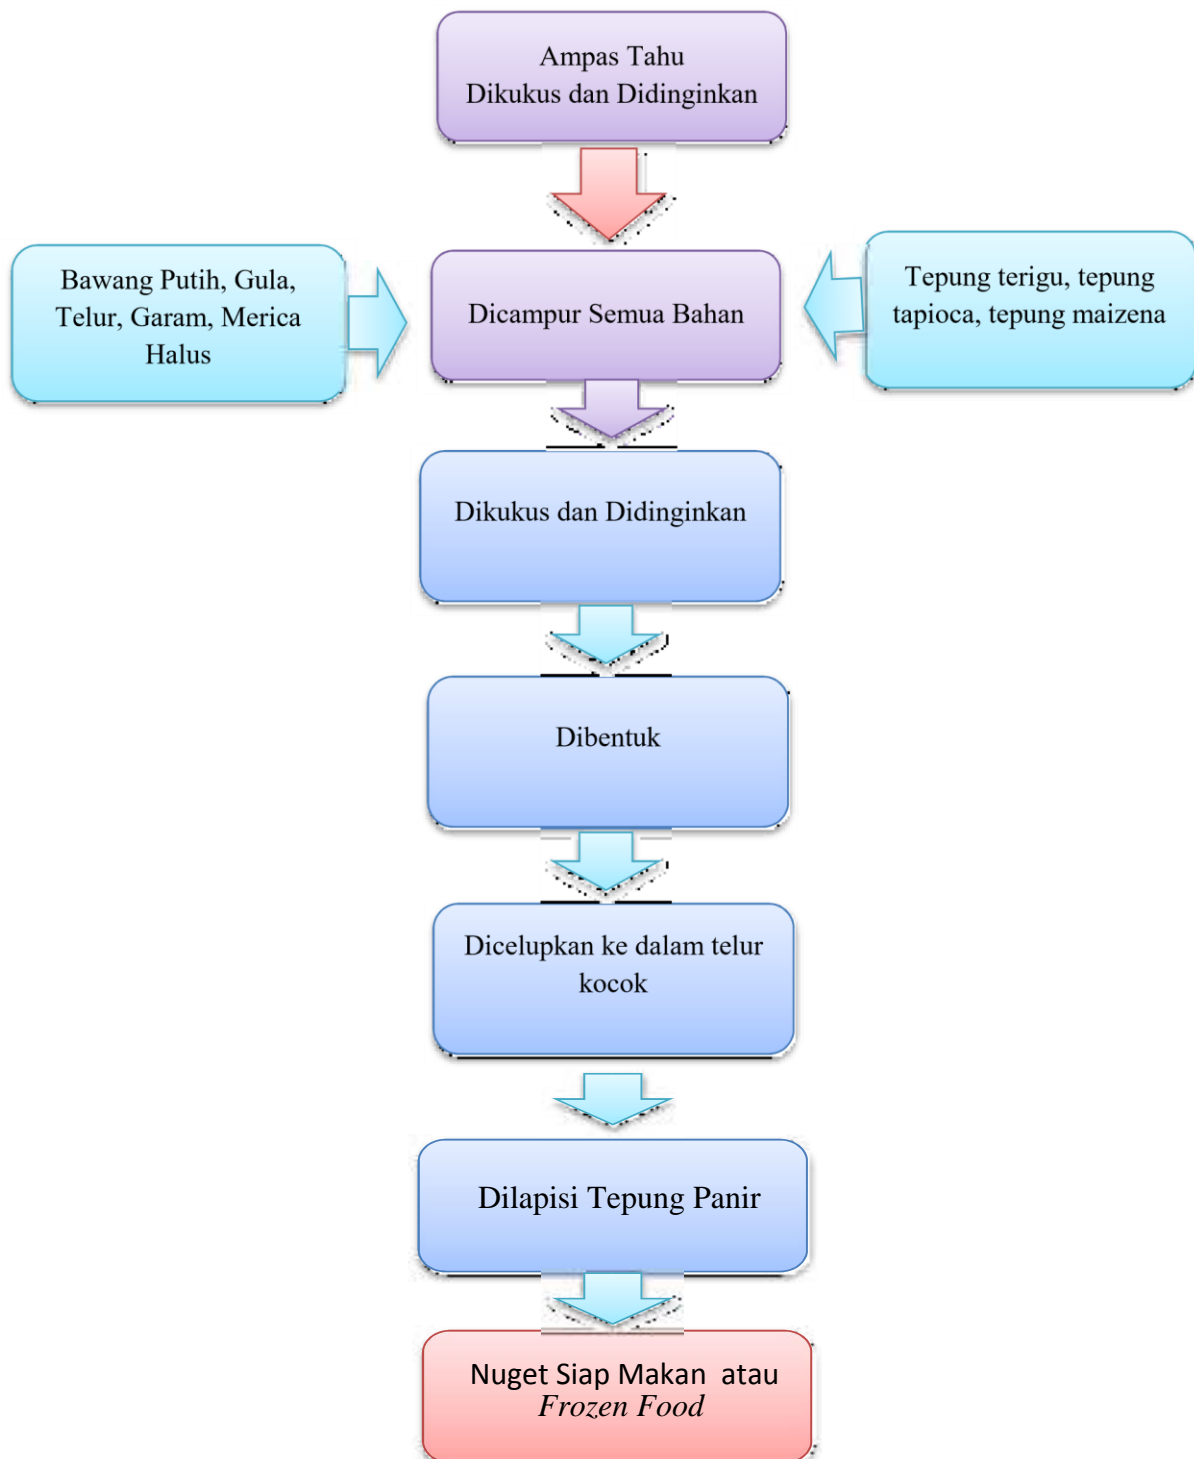 Ampas Tahu
Dikukus dan Didinginkan
Bawang Putih, Gula,
Telur, Garam, Merica
Halus
Dicampur Semua Bahan
Tepung terigu, tepung
tapioca, tepung maizena
Dikukus dan Didinginkan
Dibentuk
Dicelupkan ke dalam telur
kocok
Dilapisi Tepung Panir
Nuget Siap Makan atau
Frozen Food